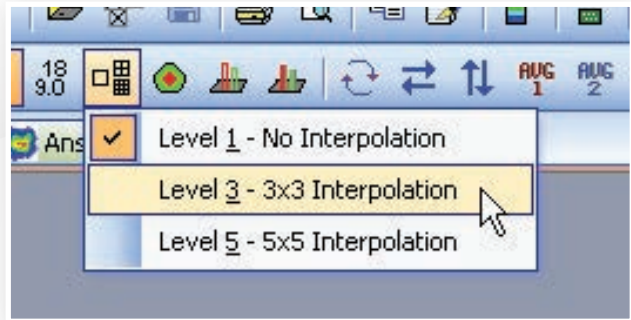 18
9.0
AVG
1
AVG
2
Ans
Level 1 - No Interpolation
Level 3 - 3x3 Interpolation
Level 5 - 5x5 Interpolation